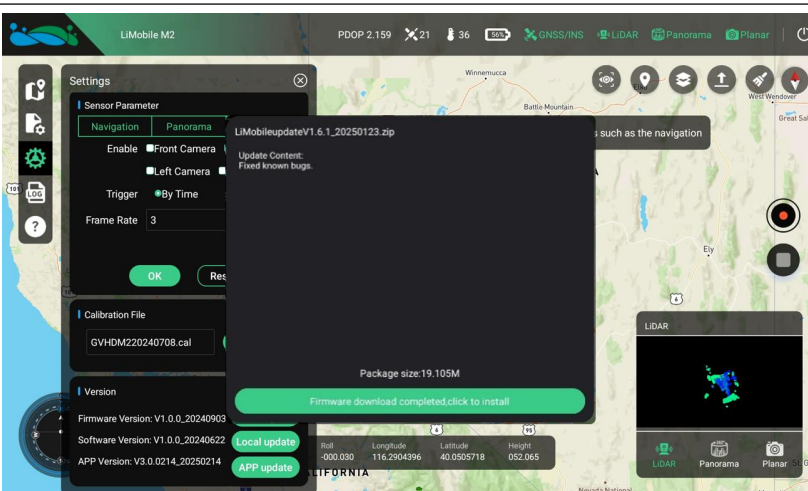 LiMobile M2
PDOP 2.159
21
36
56%
GNSS/INS
LiDAR
Panorama
Planar
Settings
Sensor Parameter
Navigation
Panorama
Enable
Front Camera
Left Camera
Trigger
By Time
Frame Rate
3
OK
Calibration File
GVHDM220240708.cal
Version
Firmware Version: V1.0.0_20240903
Software Version: V1.0.0_20240622
Local update
APP Version: V3.0.0214_20250214
APP update
LiMobileupdateV1.6.1_20250123.zip
Update Content:
Fixed known bugs.
Package size:19.105M
Firmware download completed,click to install
s such as the navigation
Winnemucca
Battle Mountain
West Wendover
Ely
101
LOG
?
6
6
95
Roll
-000.030
Longitude
116.2904396
Latitude
40.0505718
Height
052.065
LiDAR
LiDAR
Panorama
Planar